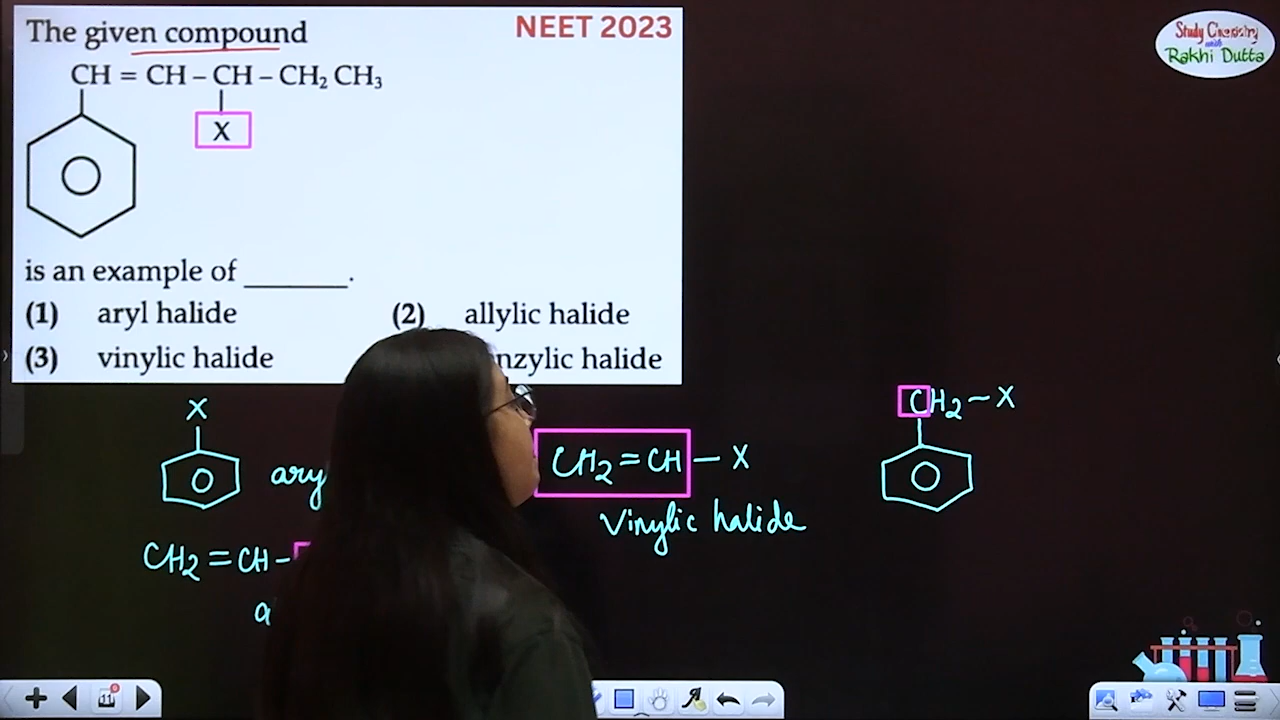 The given compound
NEET 2023
Study Chemistry
with
Rakhi Dutta
CH = CH – CH – CH₂ CH₃
X
is an example of ______.
(1) aryl halide
(2) allylic halide
(3) vinylic halide
nzylic halide
X
ary
CH₂ = CH – X
Vinylic halide
CH₂ – X
CH₂ = CH –
a
11